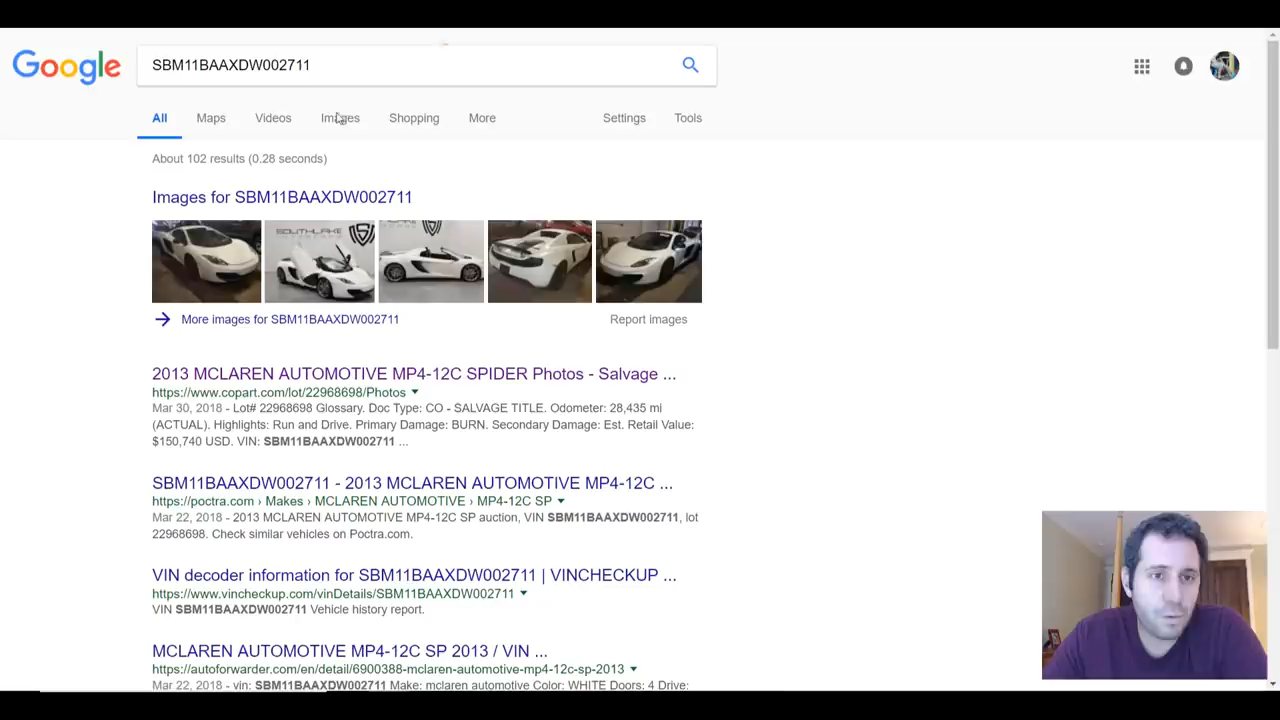 Google
SBM11BAAXDW002711
All Maps Videos Images Shopping More Settings Tools
About 102 results (0.28 seconds)
Images for SBM11BAAXDW002711
SOUTHLAKE
More images for SBM11BAAXDW002711 Report images
2013 MCLAREN AUTOMOTIVE MP4-12C SPIDER Photos - Salvage ...
https://www.copart.com/lot/22968698/Photos
Mar 30, 2018 - Lot# 22968698 Glossary. Doc Type: CO - SALVAGE TITLE. Odometer: 28,435 mi
(ACTUAL). Highlights: Run and Drive. Primary Damage: BURN. Secondary Damage: Est. Retail Value:
$150,740 USD. VIN: SBM11BAAXDW002711 ...
SBM11BAAXDW002711 - 2013 MCLAREN AUTOMOTIVE MP4-12C ...
https://poctra.com › Makes › MCLAREN AUTOMOTIVE › MP4-12C SP
Mar 22, 2018 - 2013 MCLAREN AUTOMOTIVE MP4-12C SP auction, VIN SBM11BAAXDW002711, lot
22968698. Check similar vehicles on Poctra.com.
VIN decoder information for SBM11BAAXDW002711 | VINCHECKUP ...
https://www.vincheckup.com/vinDetails/SBM11BAAXDW002711
VIN SBM11BAAXDW002711 Vehicle history report.
MCLAREN AUTOMOTIVE MP4-12C SP 2013 / VIN ...
https://autoforwarder.com/en/detail/6900388-mclaren-automotive-mp4-12c-sp-2013
Mar 22, 2018 - vin: SBM11BAAXDW002711 Make: mclaren automotive Color: WHITE Doors: 4 Drive: